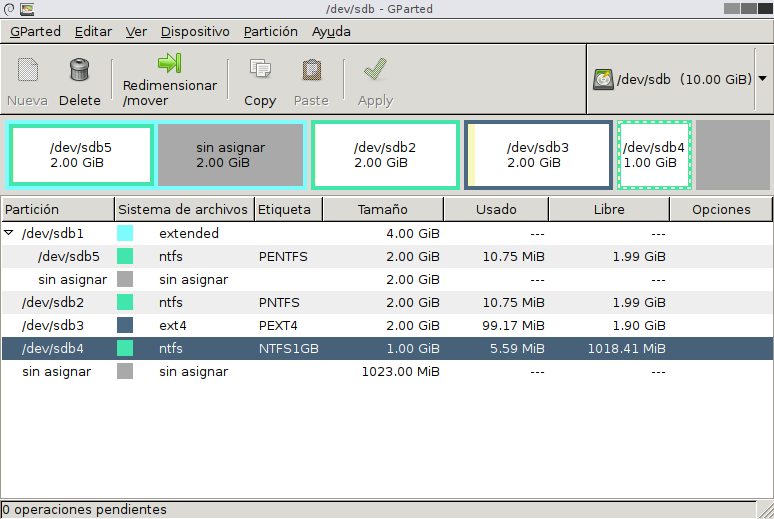 /dev/sdb - GParted
GParted Editar Ver Dispositivo Partición Ayuda
Nueva
Delete
Redimensionar
/mover
Copy
Paste
Apply
/dev/sdb (10.00 GiB)
/dev/sdb5
2.00 GiB
sin asignar
2.00 GiB
/dev/sdb2
2.00 GiB
/dev/sdb3
2.00 GiB
/dev/sdb4
1.00 GiB
Partición Sistema de archivos Etiqueta Tamaño Usado Libre Opciones
/dev/sdb1 extended 4.00 GiB --- ---
/dev/sdb5 ntfs PENTFS 2.00 GiB 10.75 MiB 1.99 GiB
sin asignar sin asignar 2.00 GiB --- ---
/dev/sdb2 ntfs PNTFS 2.00 GiB 10.75 MiB 1.99 GiB
/dev/sdb3 ext4 PEXT4 2.00 GiB 99.17 MiB 1.90 GiB
/dev/sdb4 ntfs NTFS1GB 1.00 GiB 5.59 MiB 1018.41 MiB
sin asignar sin asignar 1023.00 MiB --- ---
0 operaciones pendientes